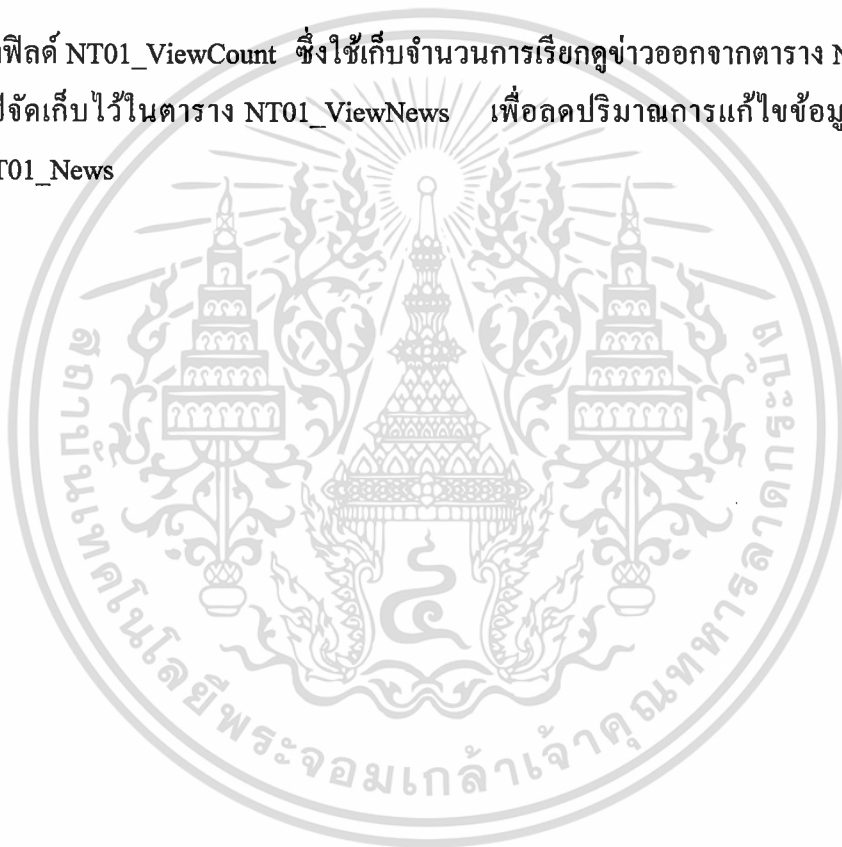 ฟิลด์ NT01_ViewCount ซึ่งใช้เก็บจำนวนการเรียกดูข่าวออกจากตาราง
จัดเก็บไว้ในตาราง NT01_ViewNews เพื่อลดปริมาณการแก้ไข
T01_News
สถาบันเทคโนโลยีพระจอมเกล้าเจ้าคุณทหารลาดกระบัง